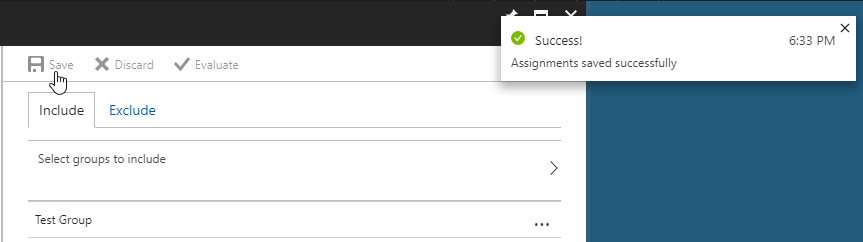 Success!
6:33 PM
Assignments saved successfully
Save
Discard
Evaluate
Include
Exclude
Select groups to include
Test Group
...